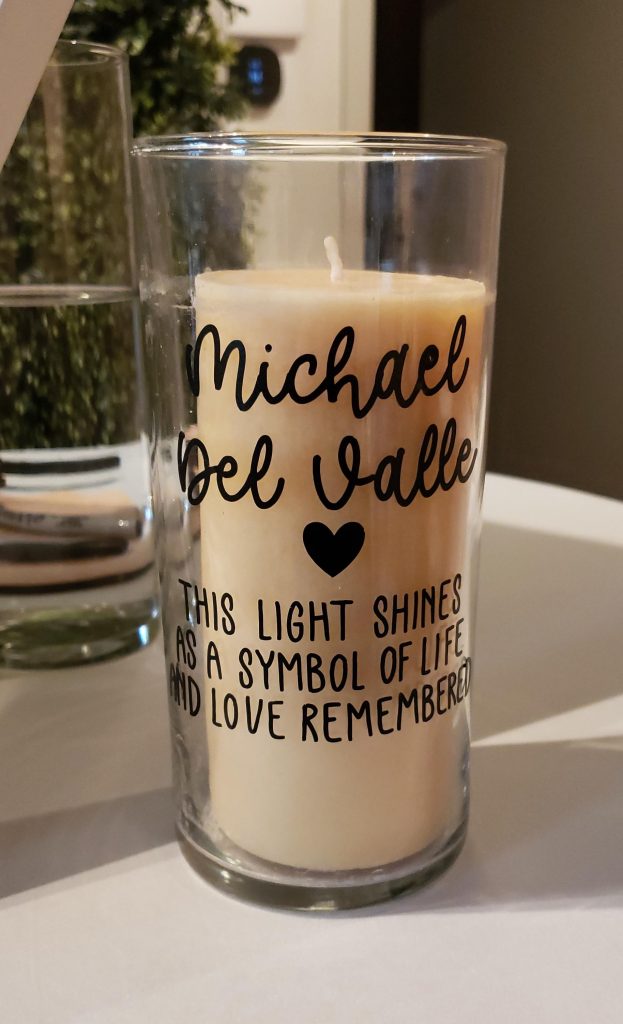 Michael
Del Valle
THIS LIGHT SHINES
AS A SYMBOL OF LIFE
AND LOVE REMEMBERED